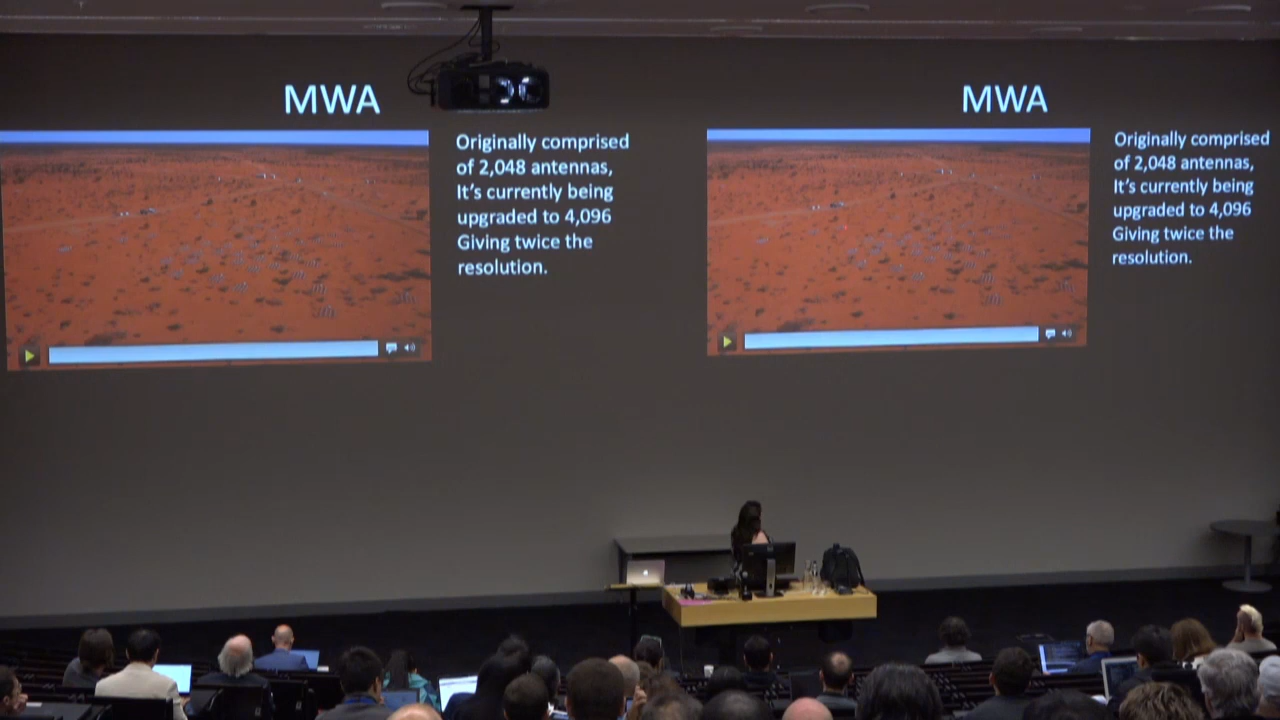 MWA
Originally comprised
of 2,048 antennas,
It's currently being
upgraded to 4,096
Giving twice the
resolution.
MWA
Originally comprised
of 2,048 antennas,
It's currently being
upgraded to 4,096
Giving twice the
resolution.